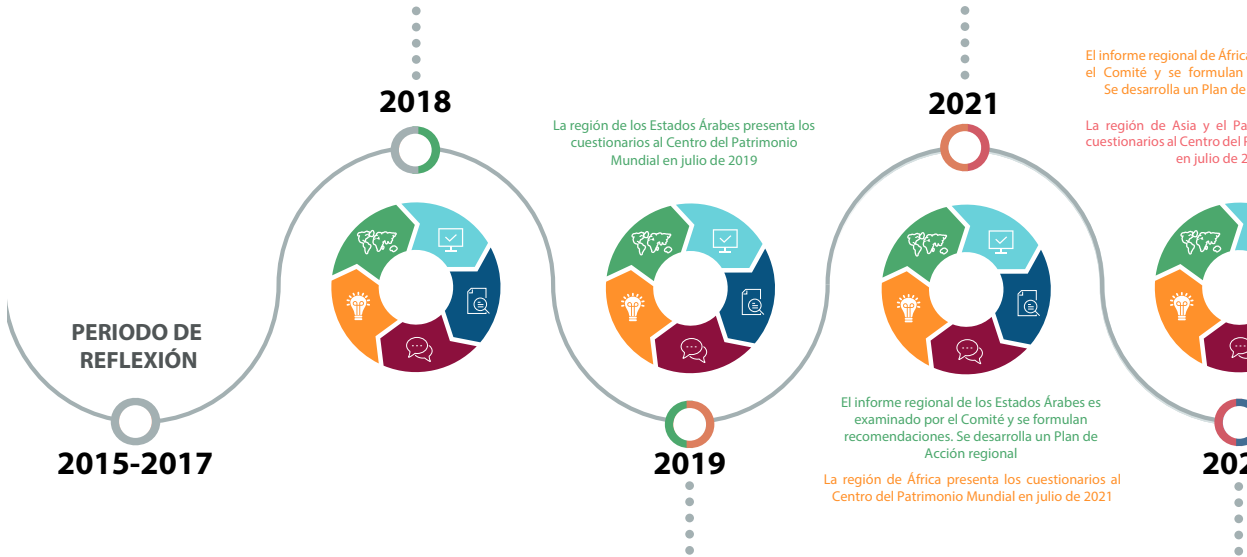 PERIODO DE
REFLEXIÓN
2015-2017
2018
La región de los Estados Árabes presenta los
cuestionarios al Centro del Patrimonio
Mundial en julio de 2019
2019
2021
El informe regional de los Estados Árabes es
examinado por el Comité y se formulan
recomendaciones. Se desarrolla un Plan de
Acción regional
La región de África presenta los cuestionarios al
Centro del Patrimonio Mundial en julio de 2021
El informe regional de
el Comité y se formulan
Se desarrolla un Plan de
La región de Asia y el
cuestionarios al Centro del
en julio de